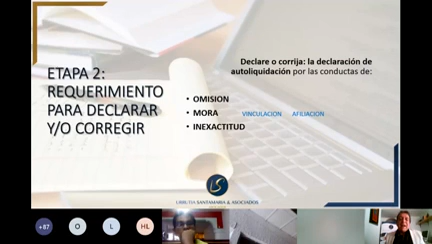 ETAPA 2:
REQUERIMIENTO
PARA DECLARAR
Y/O CORREGIR
Declare o corrija: la declaración de
autoliquidación por las conductas de:
• OMISION
• MORA VINCULACION AFILIACION
• INEXACTITUD
LS
SANTAMARIA & ASOCIADOS
+87 O L HL